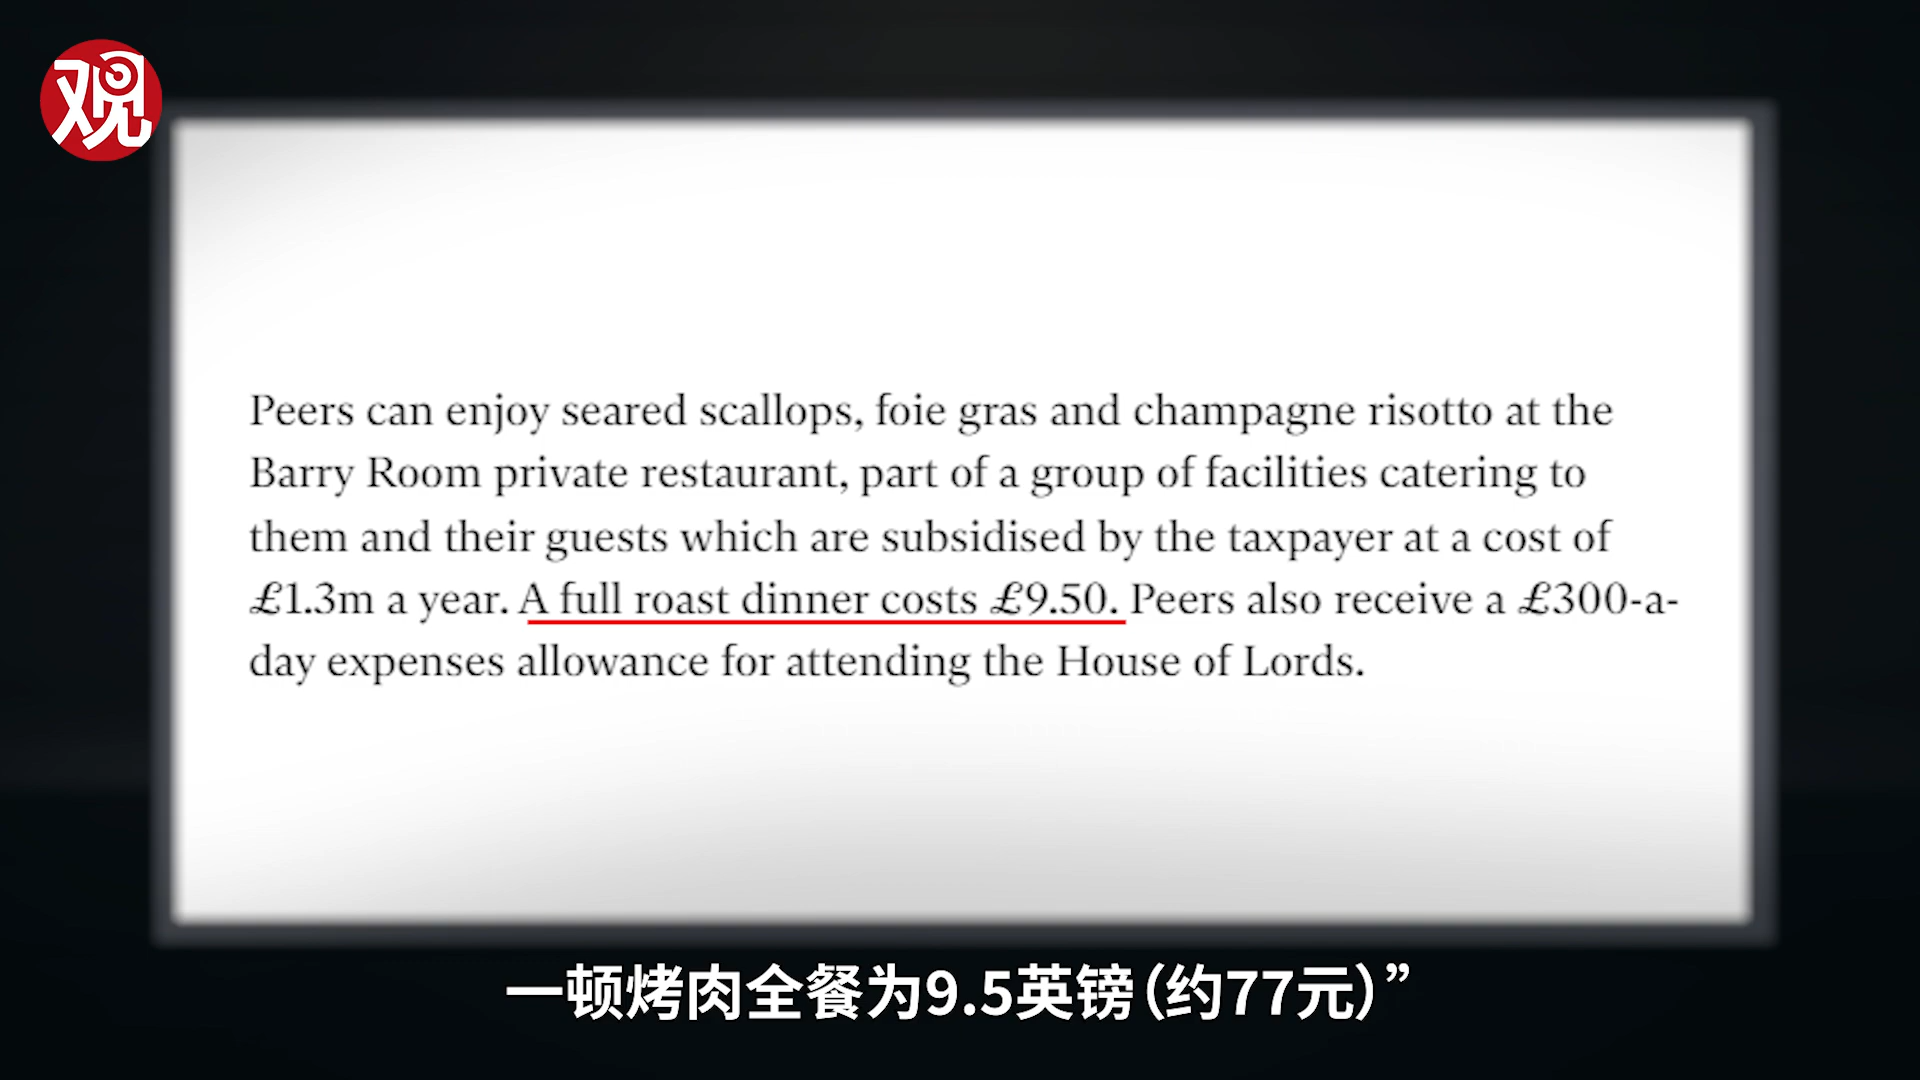 观
Peers can enjoy seared scallops, foie gras and champagne risotto at the
Barry Room private restaurant, part of a group of facilities catering to
them and their guests which are subsidised by the taxpayer at a cost of
£1.3m a year. A full roast dinner costs £9.50. Peers also receive a £300-a-
day expenses allowance for attending the House of Lords.
一顿烤肉全餐为9.5英镑(约77元)”